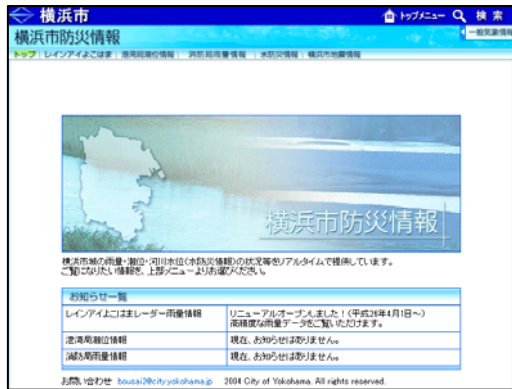 横浜市
トップメニュー 検索
横浜市防災情報
一般気象情報
トップ｜レインアイよこはま｜港湾局潮位情報｜消防局雨量情報｜水防災情報｜横浜市地震情報
横浜市防災情報
横浜市域の雨量・潮位・河川水位(水防災情報)の状況等をリアルタイムで提供しています。
ご覧になりたい情報を、上部メニューよりお選びください。
お知らせ一覧
レインアイよこはまレーダー雨量情報 リニューアルオープンしました！(平成26年4月1日～)
高精度な雨量データをご覧いただけます。
港湾局潮位情報 現在、お知らせはありません。
消防局雨量情報 現在、お知らせはありません。
お問い合わせ bousai2@city.yokohama.jp 2004 City of Yokohama. All rights reserved.